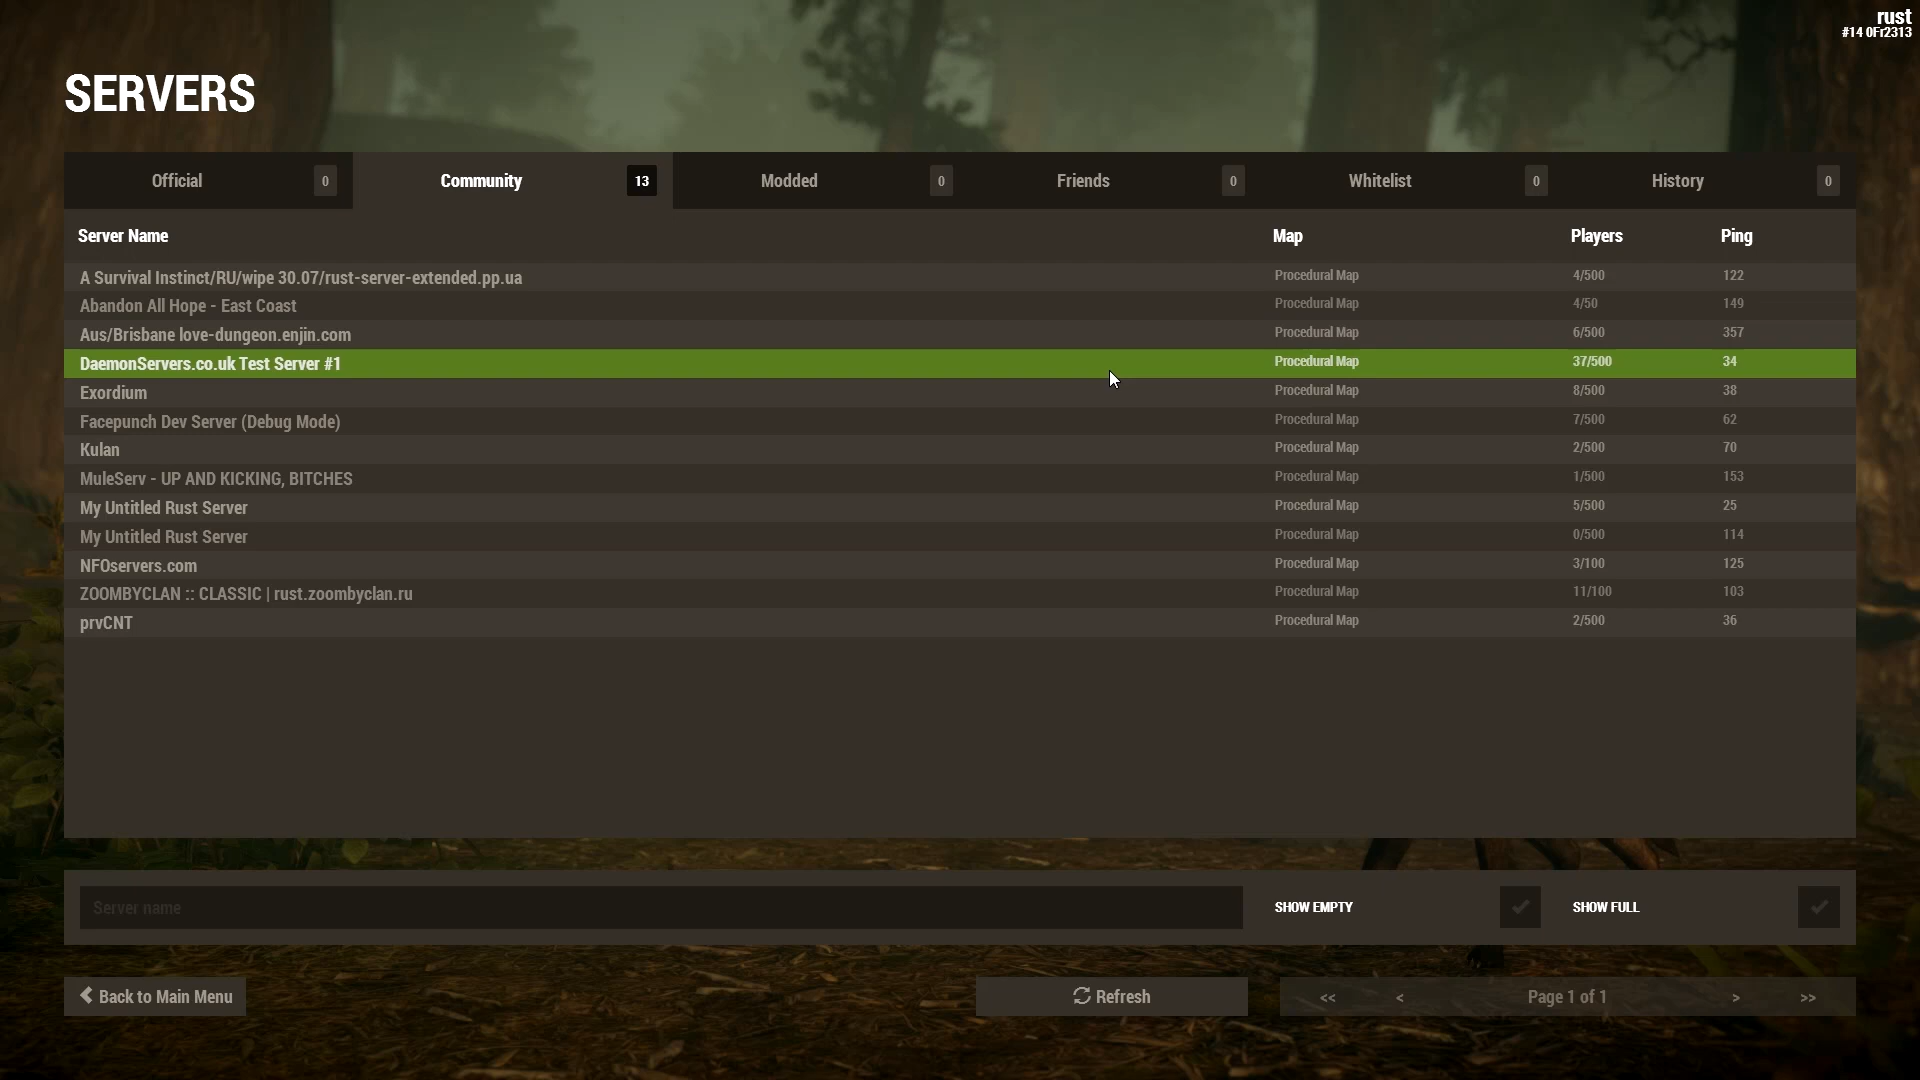 rust
#14 0Fr2313
SERVERS
Official 0 Community 13 Modded 0 Friends 0 Whitelist 0 History 0
Server Name Map Players Ping
A Survival Instinct/RU/wipe 30.07/rust-server-extended.pp.ua Procedural Map 4/500 122
Abandon All Hope - East Coast Procedural Map 4/50 149
Aus/Brisbane love-dungeon.enjin.com Procedural Map 6/500 357
DaemonServers.co.uk Test Server #1 Procedural Map 37/500 34
Exordium Procedural Map 8/500 38
Facepunch Dev Server (Debug Mode) Procedural Map 7/500 62
Kulan Procedural Map 2/500 70
MuleServ - UP AND KICKING, BITCHES Procedural Map 1/500 153
My Untitled Rust Server Procedural Map 5/500 25
My Untitled Rust Server Procedural Map 0/500 114
NFOservers.com Procedural Map 3/100 125
ZOOMBYCLAN :: CLASSIC | rust.zoombyclan.ru Procedural Map 11/100 103
prvCNT Procedural Map 2/500 36
Server name SHOW EMPTY SHOW FULL
Back to Main Menu Refresh << < Page 1 of 1 > >>